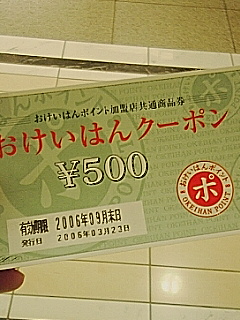 おけいはんポイント加盟店共通商品券
おけいはんクーポン
¥500
有効期限 2006年09月末日
発行日 2006年03月23日
おけいはんポイント
ポ
OKEIHAN POINT